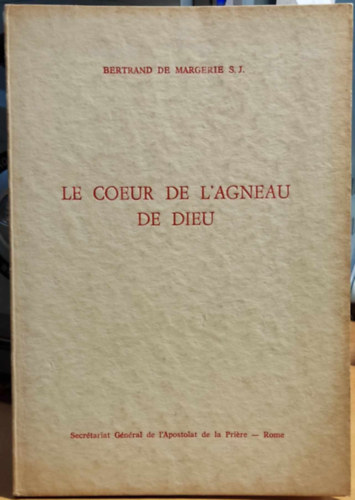 BERTRAND DE MARGERIE S. J.
LE COEUR DE L'AGNEAU
DE DIEU
Secrétariat Général de l'Apostolat de la Prière — Rome